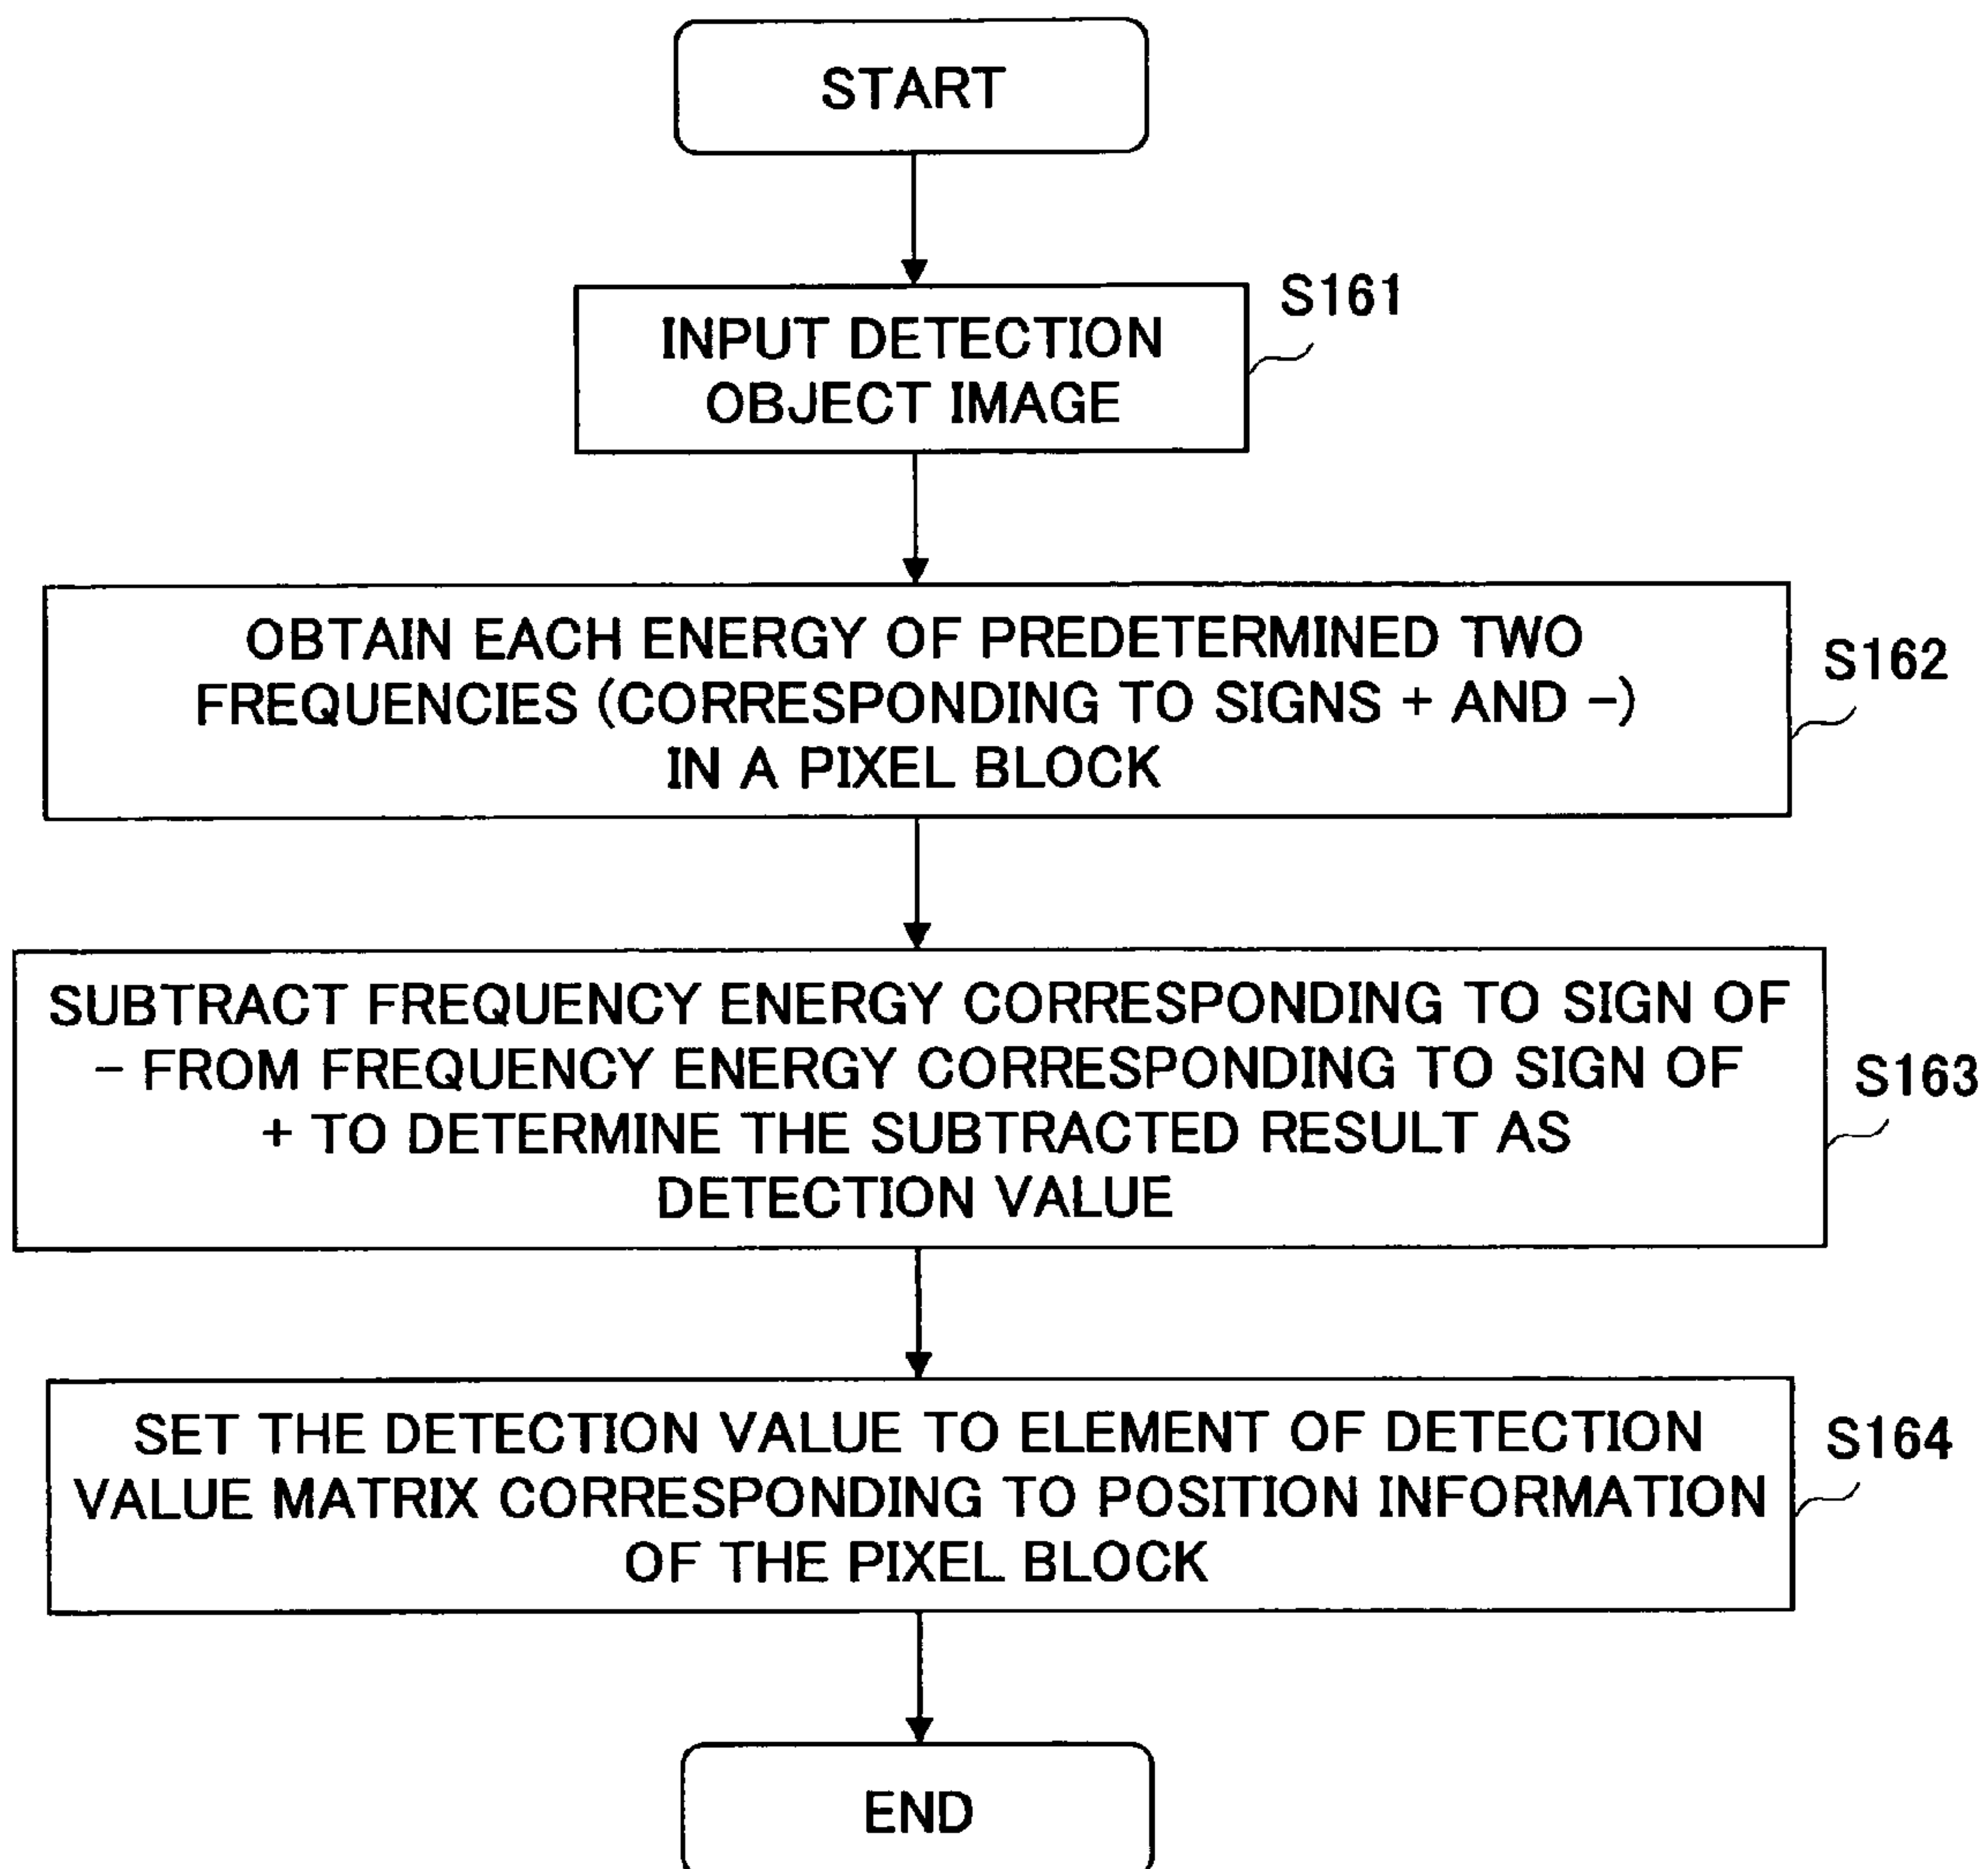 START
S161
INPUT DETECTION
OBJECT IMAGE
OBTAIN EACH ENERGY OF PREDETERMINED TWO
FREQUENCIES (CORRESPONDING TO SIGNS + AND -)
IN A PIXEL BLOCK
S162
SUBTRACT FREQUENCY ENERGY CORRESPONDING TO SIGN OF
- FROM FREQUENCY ENERGY CORRESPONDING TO SIGN OF
+ TO DETERMINE THE SUBTRACTED RESULT AS
DETECTION VALUE
S163
SET THE DETECTION VALUE TO ELEMENT OF DETECTION
VALUE MATRIX CORRESPONDING TO POSITION INFORMATION
OF THE PIXEL BLOCK
S164
END